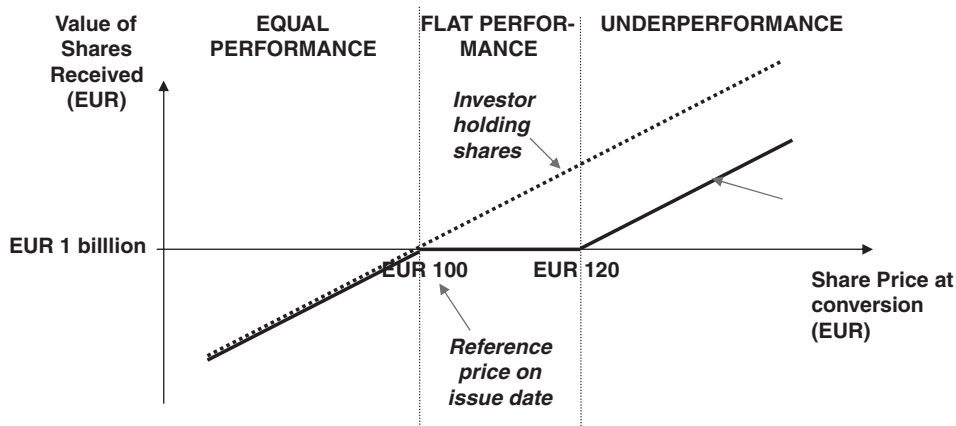 Value of
Shares
Received
(EUR)
EQUAL
PERFORMANCE
FLAT PERFOR-
MANCE
UNDERPERFORMANCE
Investor
holding
shares
EUR 1 billlion
EUR 100
EUR 120
Share Price at
conversion
(EUR)
Reference
price on
issue date